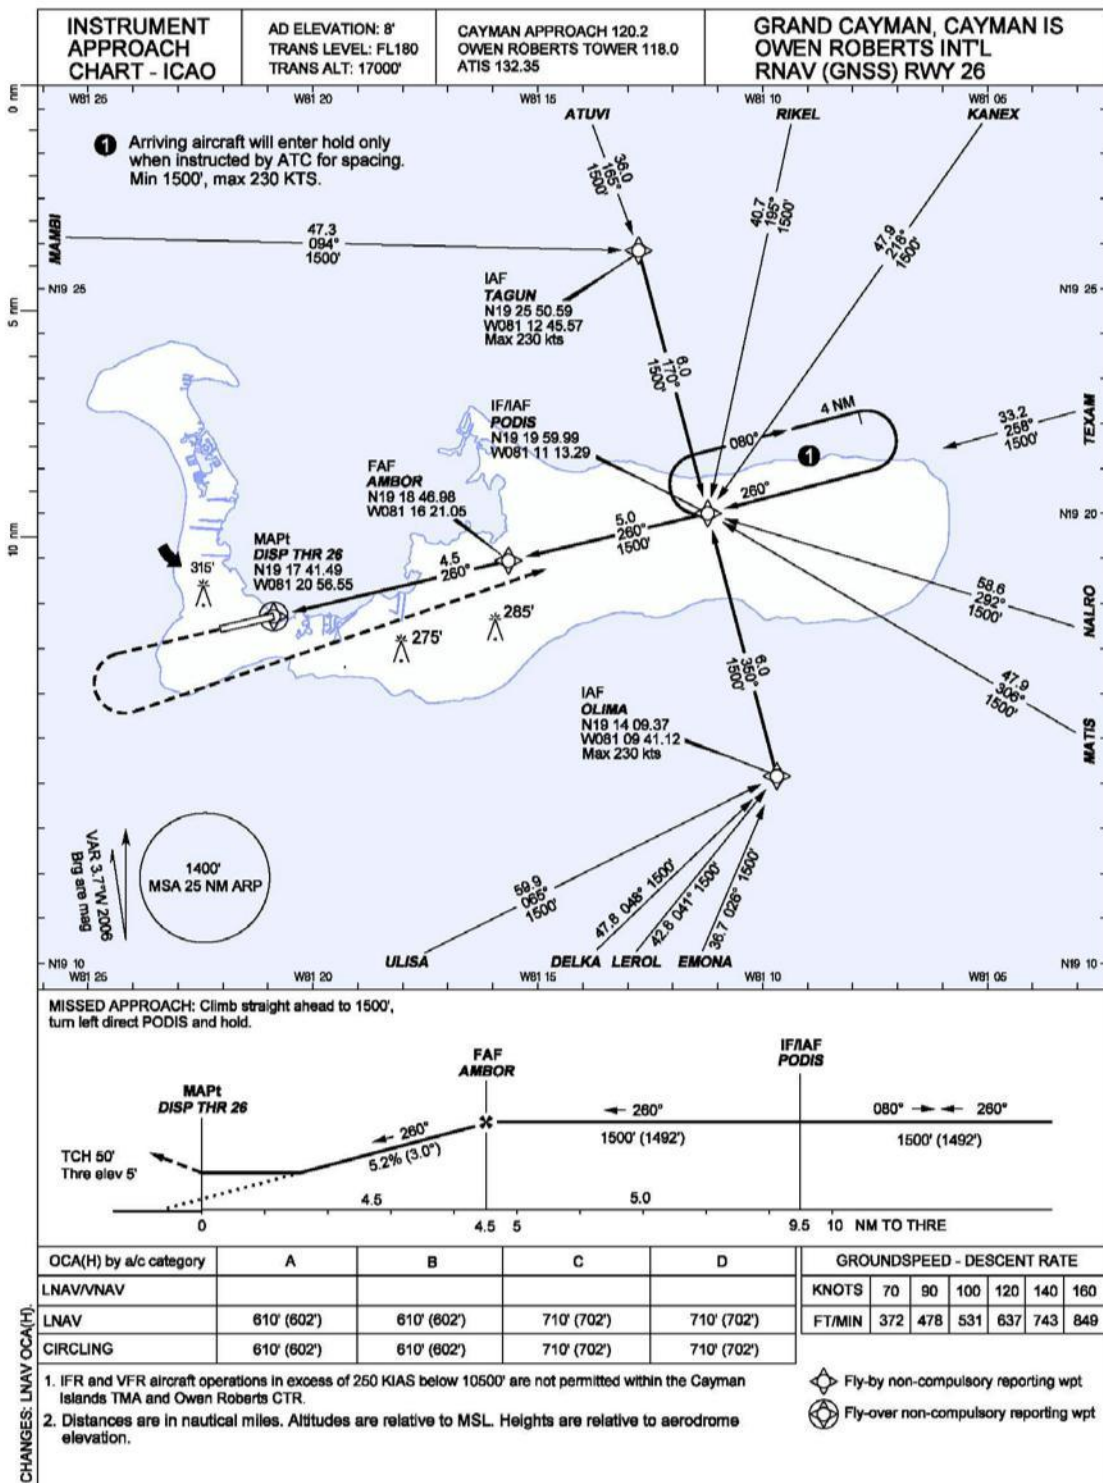 INSTRUMENT
APPROACH
CHART - ICAO
AD ELEVATION: 8'
TRANS LEVEL: FL180
TRANS ALT: 17000'
CAYMAN APPROACH 120.2
OWEN ROBERTS TOWER 118.0
ATIS 132.35
GRAND CAYMAN, CAYMAN IS
OWEN ROBERTS INT'L
RNAV (GNSS) RWY 26
0 nm
5 nm
10 nm
W81 25
W81 20
W81 15
W81 10
W81 05
ATUVI
RIKEL
KANEX
1 Arriving aircraft will enter hold only
when instructed by ATC for spacing.
Min 1500', max 230 KTS.
36.0
165°
1500'
40.7
195°
1500'
47.9
218°
1500'
MAMBI
47.3
094°
1500'
N19 25
N19 25
IAF
TAGUN
N19 25 50.59
W081 12 45.57
Max 230 kts
6.0
170°
1500'
IF/IAF
PODIS
N19 19 59.99
W081 11 13.29
4 NM
080°
1
260°
33.2
258°
1500'
TEXAM
FAF
AMBOR
N19 18 46.98
W081 16 21.05
5.0
260°
1500'
N19 20
MAPt
DISP THR 26
N19 17 41.49
W081 20 56.55
4.5
260°
315'
275'
285'
58.6
292°
1500'
NALRO
47.9
306°
1500'
MATIS
6.0
350°
1500'
IAF
OLIMA
N19 14 09.37
W081 09 41.12
Max 230 kts
VAR 3.7°W 2006
Brg are mag
1400'
MSA 25 NM ARP
59.9
065°
1500'
47.8 048° 1500'
42.8 041° 1500'
36.7 026° 1500'
ULISA
DELKA
LEROL
EMONA
N19 10
N19 10
W81 25
W81 20
W81 15
W81 10
W81 05
MISSED APPROACH: Climb straight ahead to 1500',
turn left direct PODIS and hold.
MAPt
DISP THR 26
FAF
AMBOR
IF/IAF
PODIS
260°
5.2% (3.0°)
260°
1500' (1492')
080°
260°
1500' (1492')
TCH 50'
Thre elev 5'
4.5
5.0
0
4.5
5
9.5
10
NM TO THRE
OCA(H) by a/c category
A
B
C
D
LNAV/VNAV
LNAV
610' (602')
610' (602')
710' (702')
710' (702')
CIRCLING
610' (602')
610' (602')
710' (702')
710' (702')
GROUNDSPEED - DESCENT RATE
KNOTS 70 90 100 120 140 160
FT/MIN 372 478 531 637 743 849
1. IFR and VFR aircraft operations in excess of 250 KIAS below 10500' are not permitted within the Cayman
Islands TMA and Owen Roberts CTR.
2. Distances are in nautical miles. Altitudes are relative to MSL. Heights are relative to aerodrome
elevation.
Fly-by non-compulsory reporting wpt
Fly-over non-compulsory reporting wpt
CHANGES: LNAV OCA(H).